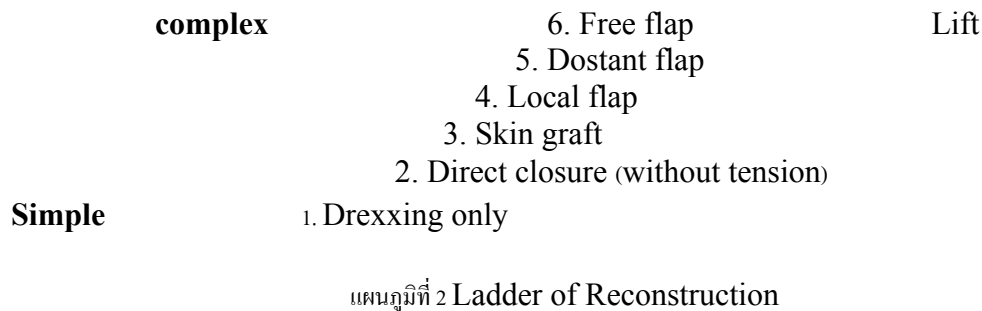 complex 6. Free flap Lift
5. Dostant flap
4. Local flap
3. Skin graft
2. Direct closure (without tension)
Simple 1. Drexxing only
แผนภูมิที่ 2 Ladder of Reconstruction